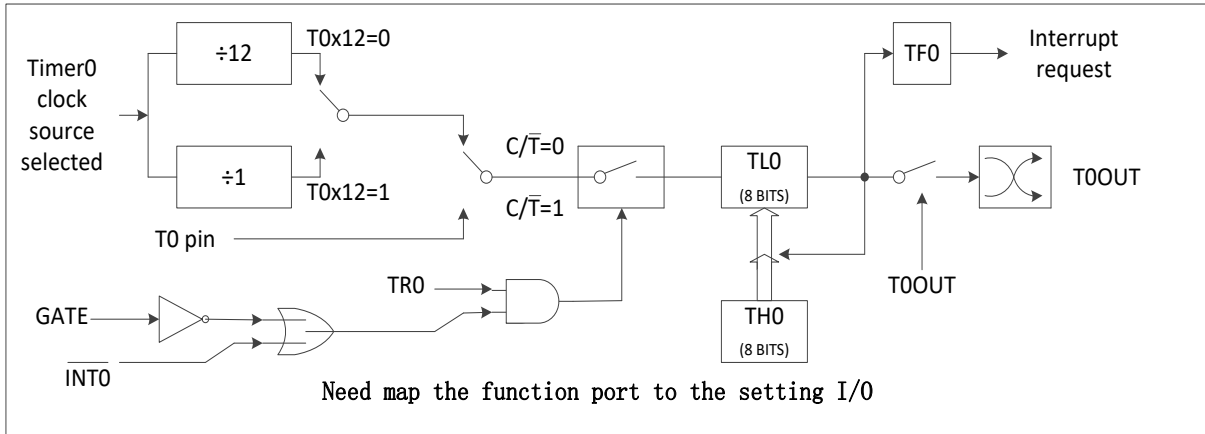 Timer0
clock
source
selected
÷12
÷1
T0x12=0
T0x12=1
T0 pin
C/T̅=0
C/T̅=1
TR0
GATE
I̅N̅T̅0̅
TL0
(8 BITS)
TH0
(8 BITS)
TF0
Interrupt
request
T0OUT
T0OUT
Need map the function port to the setting I/O